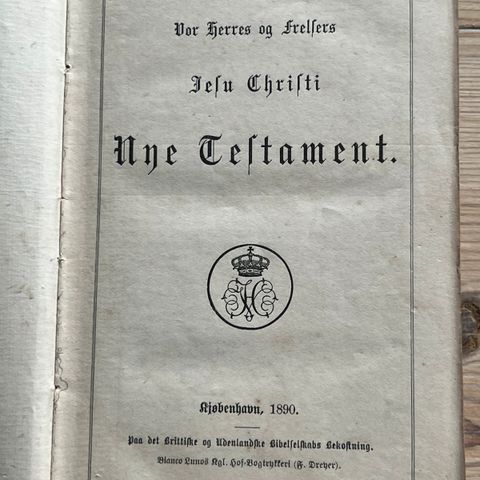 Vor Herres og Frelsers
Jesu Christi
Nye Testament.
Kjøbenhavn, 1890.
Paa det Brittiske og Udenlandske Bibelselskabs Bekostning.
Bianco Lunos Kgl. Hof-Bogtrykkeri (F. Dreyer).